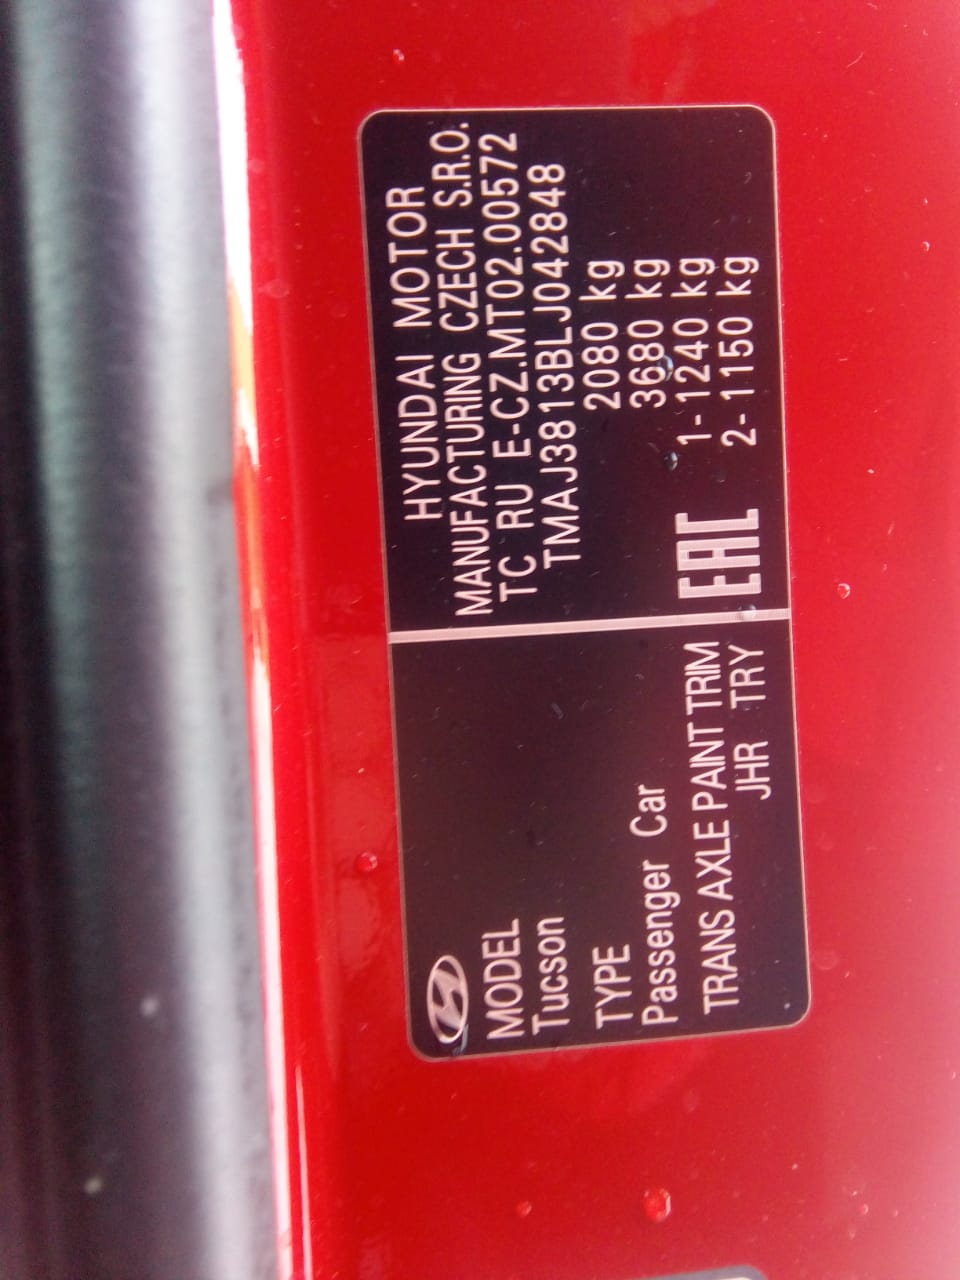 MODEL
Tucson
TYPE
Passenger Car
TRANS AXLE PAINT TRIM
JHR TRY
HYUNDAI MOTOR
MANUFACTURING CZECH S.R.O.
TC RU E-CZ.MT02.00572
TMAJ3813BLJ042848
2080 kg
3680 kg
1- 1240 kg
2- 1150 kg
EAC